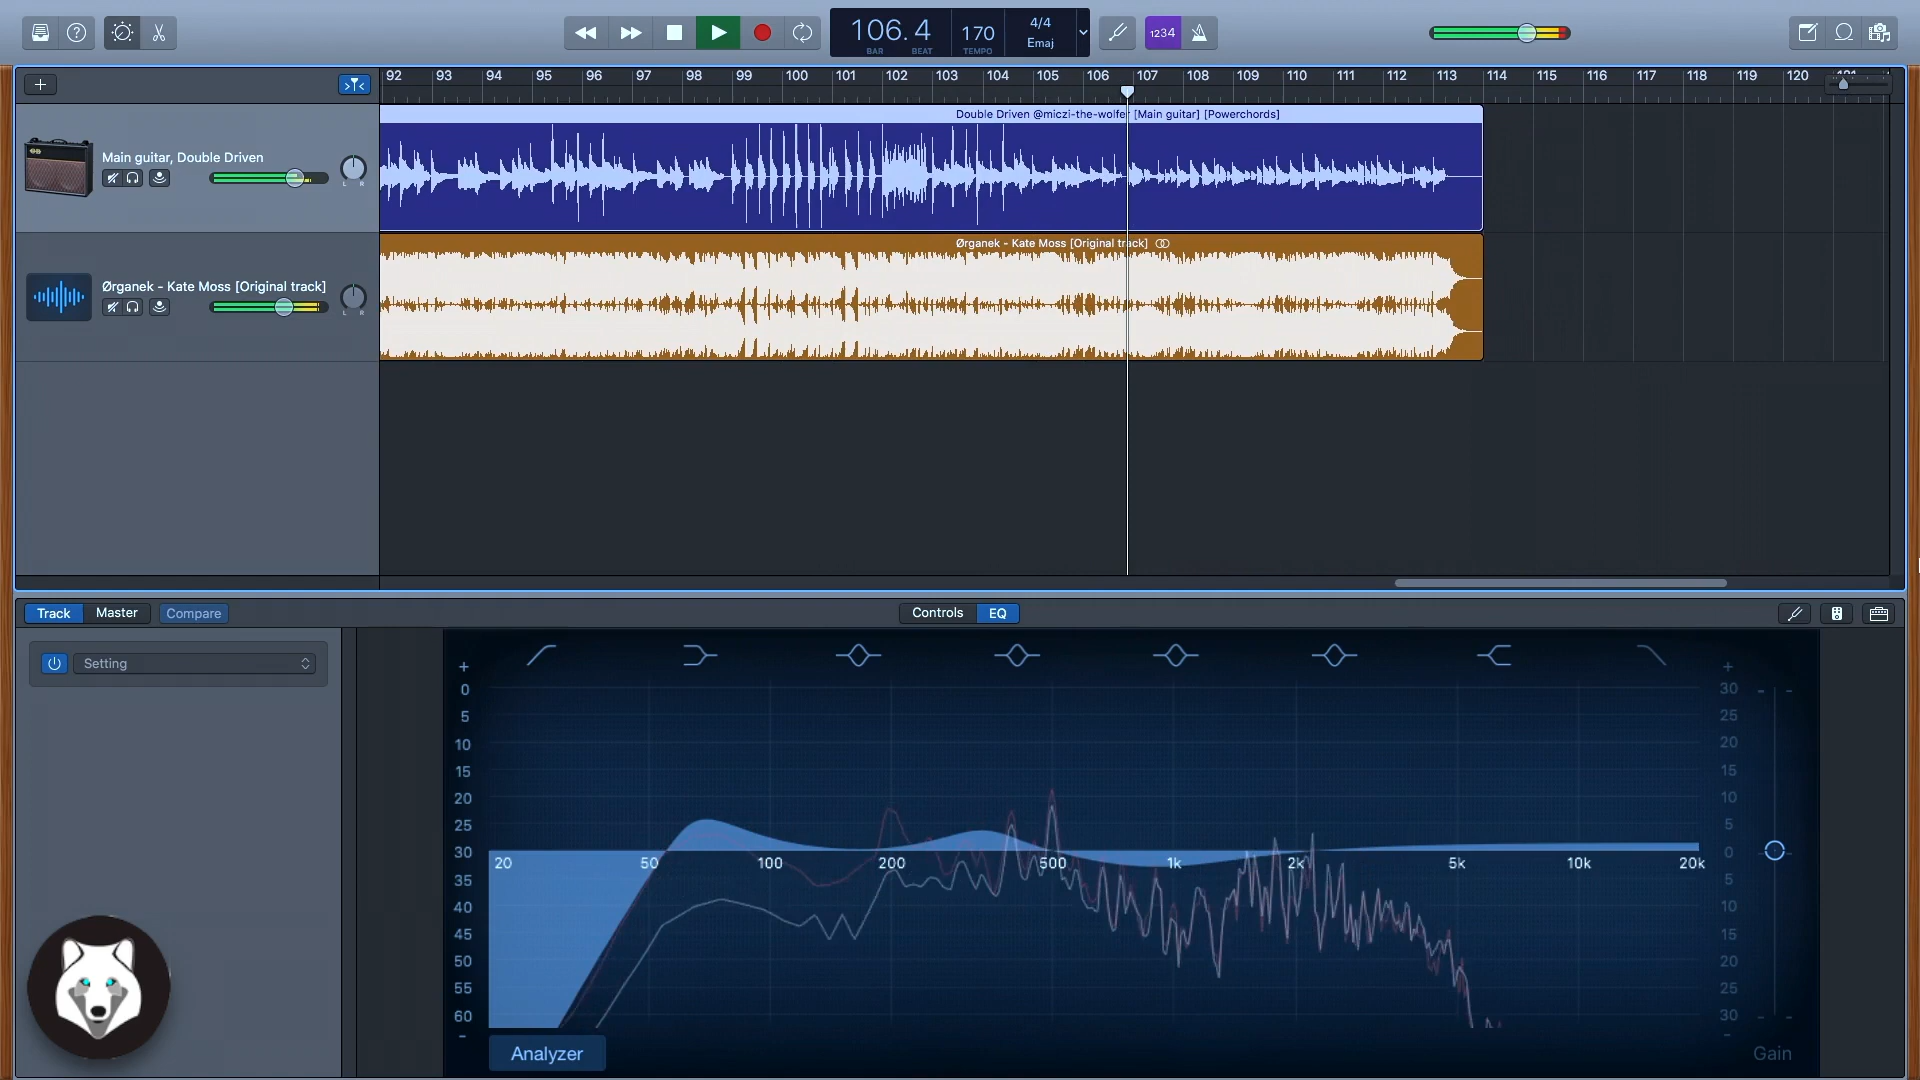 106.4
BAR
BEAT
170
TEMPO
4/4
Emaj
1234
92 93 94 95 96 97 98 99 100 101 102 103 104 105 106 107 108 109 110 111 112 113 114 115 116 117 118 119 120 121
Double Driven @miczi-the-wolfer [Main guitar] [Powerchords]
Main guitar, Double Driven
L R
Ørganek - Kate Moss [Original track]
Ørganek - Kate Moss [Original track]
L R
Track
Master
Compare
Controls
EQ
Setting
+
0
5
10
15
20
25
30
35
40
45
50
55
60
-
20 50 100 200 500 1k 2k 5k 10k 20k
+
30
25
20
15
10
5
0
5
10
15
20
25
30
-
Analyzer
Gain